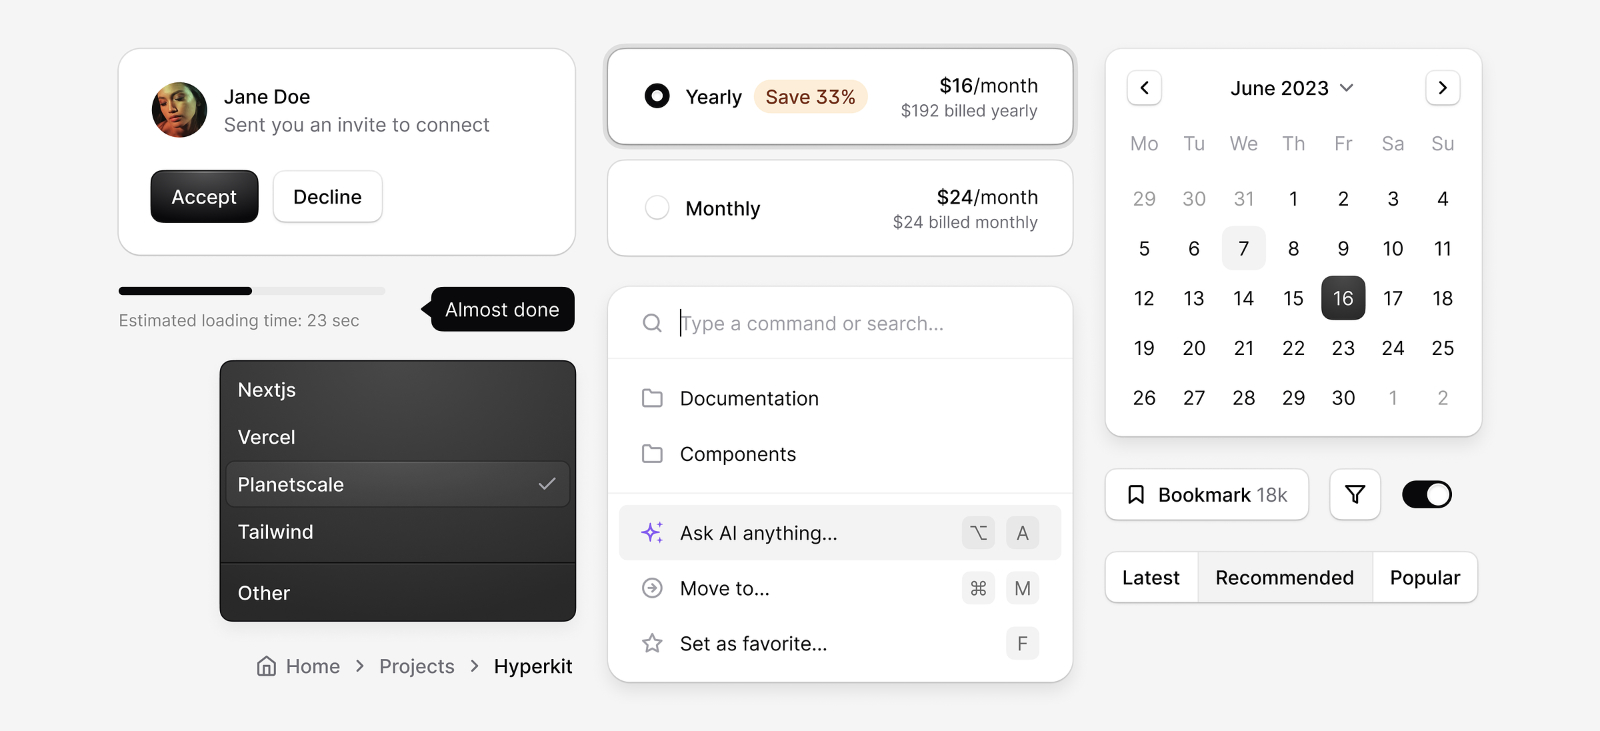 Jane Doe
Sent you an invite to connect
Accept
Decline
Estimated loading time: 23 sec
Almost done
Nextjs
Vercel
Planetscale
Tailwind
Other
Home > Projects > Hyperkit
Yearly Save 33%
$16/month
$192 billed yearly
Monthly
$24/month
$24 billed monthly
Type a command or search...
Documentation
Components
Ask AI anything... ⌥ A
Move to... ⌘ M
Set as favorite... F
June 2023
Mo Tu We Th Fr Sa Su
29 30 31 1 2 3 4
5 6 7 8 9 10 11
12 13 14 15 16 17 18
19 20 21 22 23 24 25
26 27 28 29 30 1 2
Bookmark 18k
Latest Recommended Popular